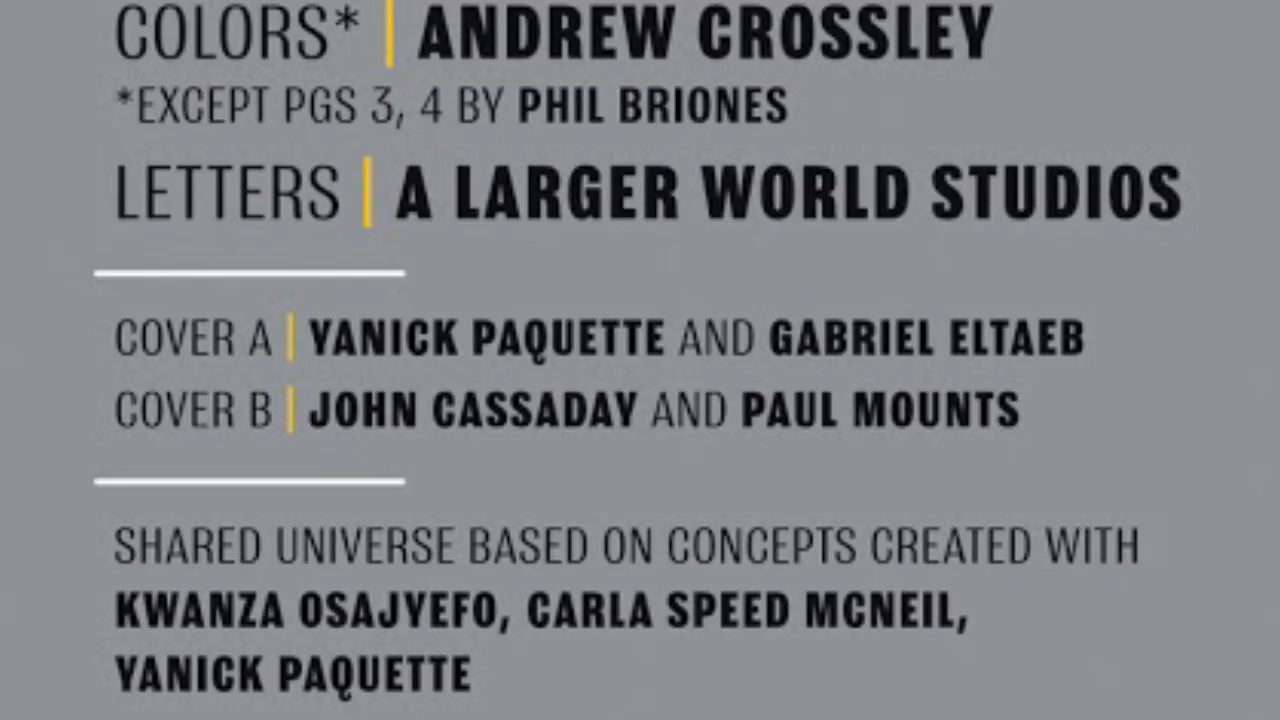 COLORS* | ANDREW CROSSLEY
*EXCEPT PGS 3, 4 BY PHIL BRIONES
LETTERS | A LARGER WORLD STUDIOS
COVER A | YANICK PAQUETTE AND GABRIEL ELTAEB
COVER B | JOHN CASSADAY AND PAUL MOUNTS
SHARED UNIVERSE BASED ON CONCEPTS CREATED WITH
KWANZA OSAJYEFO, CARLA SPEED MCNEIL,
YANICK PAQUETTE